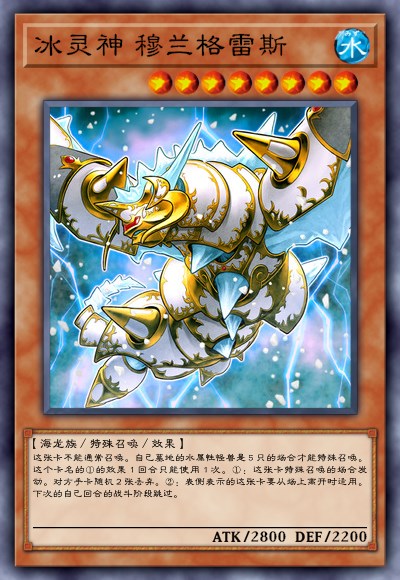 冰灵神 穆兰格雷斯
水
【海龙族／特殊召唤／效果】
这张卡不能通常召唤。自己墓地的水属性怪兽是５只的场合才能特殊召唤。
这个卡名的①的效果１回合只能使用１次。①：这张卡特殊召唤的场合发
动。对方手卡随机２张丢弃。②：表侧表示的这张卡要从场上离开时适用。
下次的自己回合的战斗阶段跳过。
ATK/2800 DEF/2200